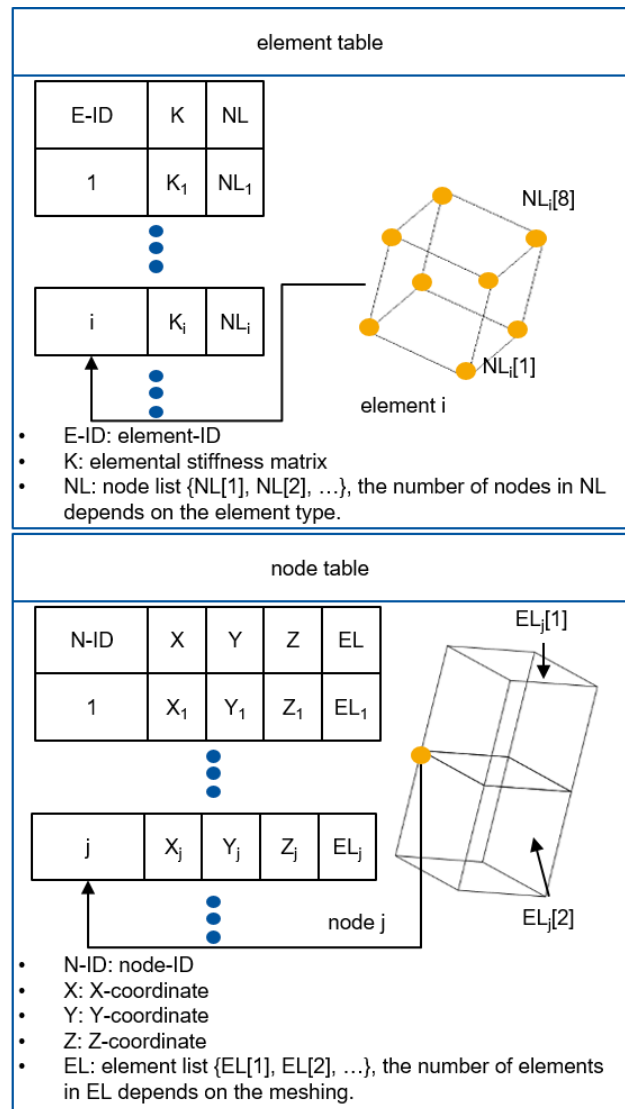 element table
E-ID K NL
1 K₁ NL₁
NLᵢ[8]
i Kᵢ NLᵢ
NLᵢ[1]
element i
• E-ID: element-ID
• K: elemental stiffness matrix
• NL: node list {NL[1], NL[2], …}, the number of nodes in NL
depends on the element type.
node table
N-ID X Y Z EL
ELⱼ[1]
1 X₁ Y₁ Z₁ EL₁
j Xⱼ Yⱼ Zⱼ ELⱼ
node j
ELⱼ[2]
• N-ID: node-ID
• X: X-coordinate
• Y: Y-coordinate
• Z: Z-coordinate
• EL: element list {EL[1], EL[2], …}, the number of elements
in EL depends on the meshing.